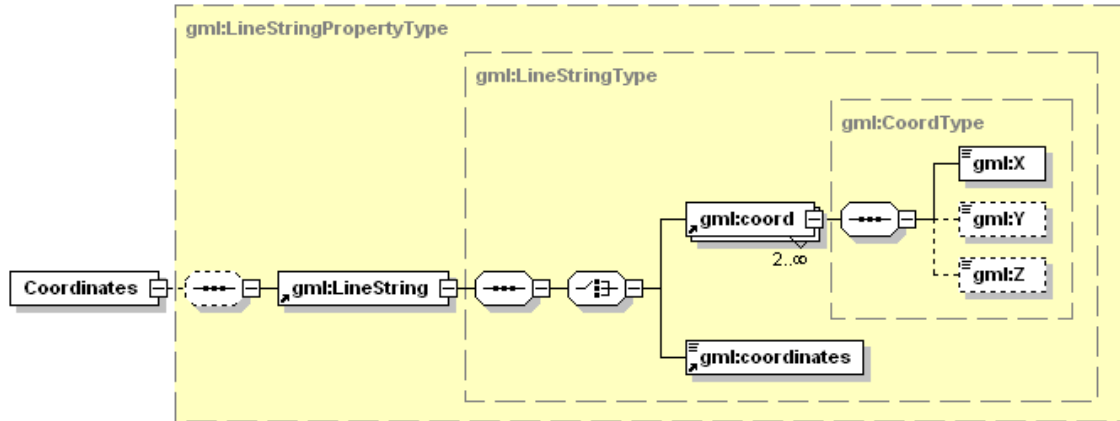 gml:LineStringPropertyType
gml:LineStringType
gml:CoordType
gml:X
gml:coord
gml:Y
2..∞
gml:Z
Coordinates
gml:LineString
gml:coordinates